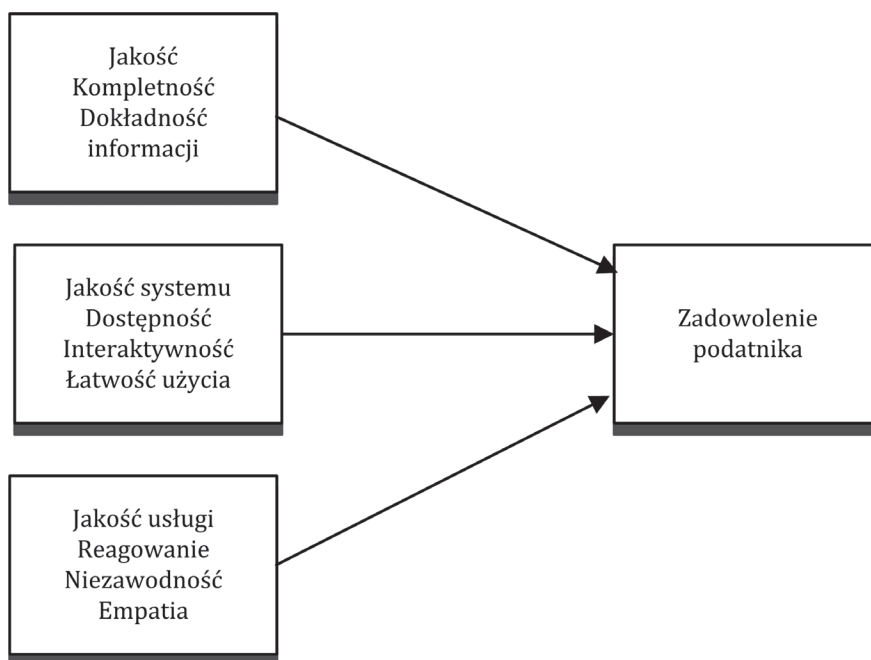 Jakość
Kompletność
Dokładność
informacji
Jakość systemu
Dostępność
Interaktywność
Łatwość użycia
Zadowolenie
podatnika
Jakość usługi
Reagowanie
Niezawodność
Empatia